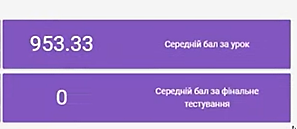 953.33
Середній бал за урок
0
Середній бал за фінальне
тестування